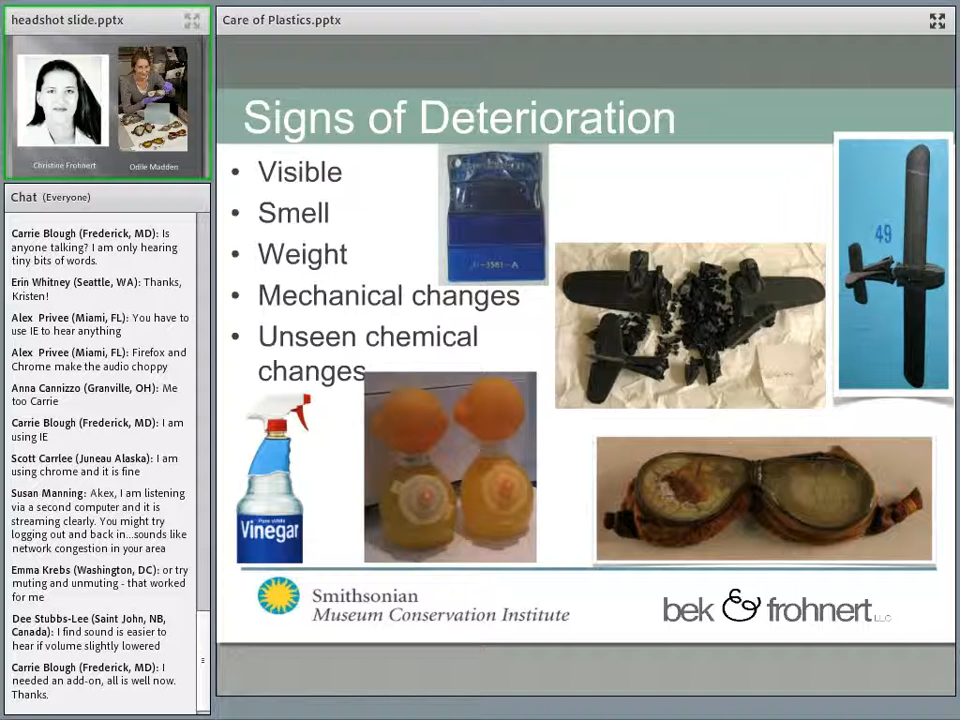 headshot slide.pptx
Christine Frohnert
Odile Madden
Chat (Everyone)
Carrie Blough (Frederick, MD): Is
anyone talking? I am only hearing
tiny bits of words.
Erin Whitney (Seattle, WA): Thanks,
Kristen!
Alex Privee (Miami, FL): You have to
use IE to hear anything
Alex Privee (Miami, FL): Firefox and
Chrome make the audio choppy
Anna Cannizzo (Granville, OH): Me
too Carrie
Carrie Blough (Frederick, MD): I am
using IE
Scott Carrlee (Juneau Alaska): I am
using chrome and it is fine
Susan Manning: Akex, I am listening
via a second computer and it is
streaming clearly. You might try
logging out and back in...sounds like
network congestion in your area
Emma Krebs (Washington, DC): or try
muting and unmuting - that worked
for me
Dee Stubbs-Lee (Saint John, NB,
Canada): I find sound is easier to
hear if volume slightly lowered
Carrie Blough (Frederick, MD): I
needed an add-on, all is well now.
Thanks.
Care of Plastics.pptx
Signs of Deterioration
• Visible
• Smell
• Weight
• Mechanical changes
• Unseen chemical
changes
49
Vinegar
Smithsonian
Museum Conservation Institute
bek & frohnert LLC